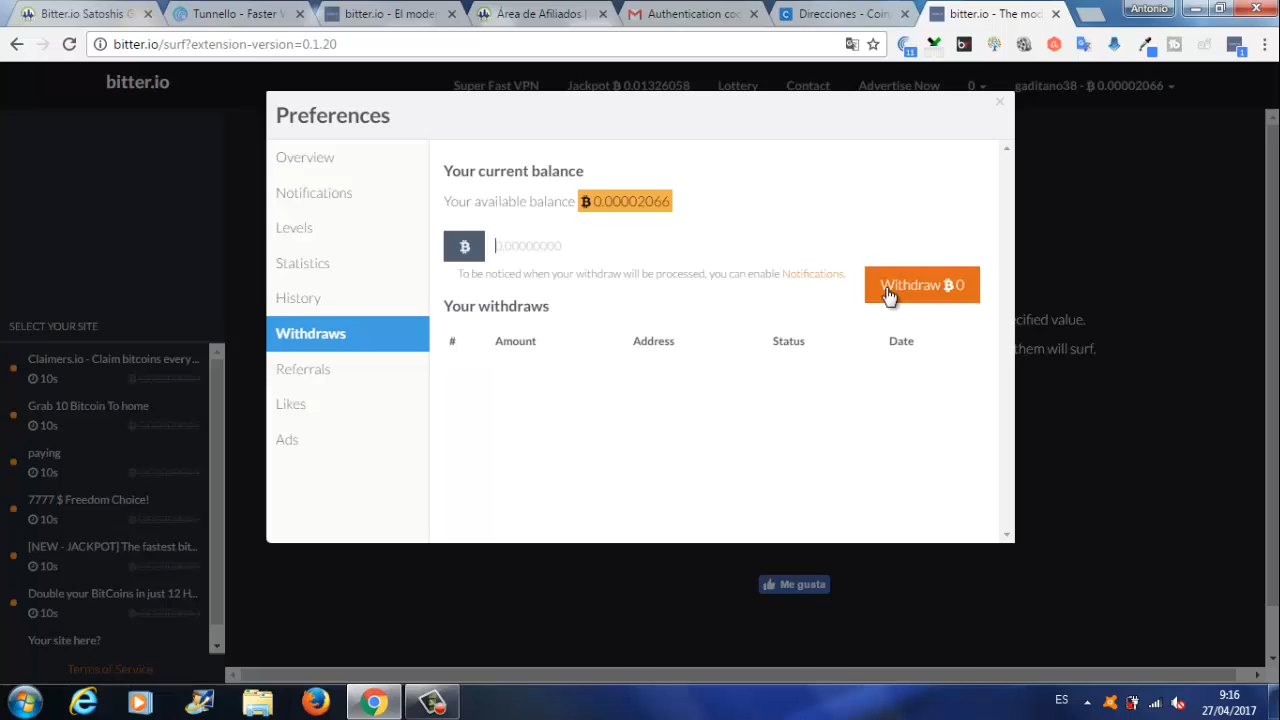 Bitter.io Satoshis G
Tunnello - Faster
bitter.io - El mode
Área de Afiliados |
Authentication co
Direcciones - Coin
bitter.io - The mo
Antonio
bitter.io/surf?extension-version=0.1.20
11
1
bitter.io
Super Fast VPN
Jackpot ฿ 0.01326058
Lottery
Contact
Advertise Now
0
gaditano38 - ฿ 0.00002066
Preferences
×
Overview
Notifications
Levels
Statistics
History
Withdraws
Referrals
Likes
Ads
Your current balance
Your available balance ฿ 0.00002066
฿ 0.00000000
To be noticed when your withdraw will be processed, you can enable Notifications.
Withdraw ฿ 0
Your withdraws
# Amount Address Status Date
ecified value.
them will surf.
SELECT YOUR SITE
Claimers.io - Claim bitcoins every...
10s
Grab 10 Bitcoin To home
10s
paying
10s
7777 $ Freedom Choice!
10s
[NEW - JACKPOT] The fastest bit...
10s
Double your BitCoins in just 12 H...
10s
Your site here?
Terms of Service
Me gusta
ES
9:16
27/04/2017